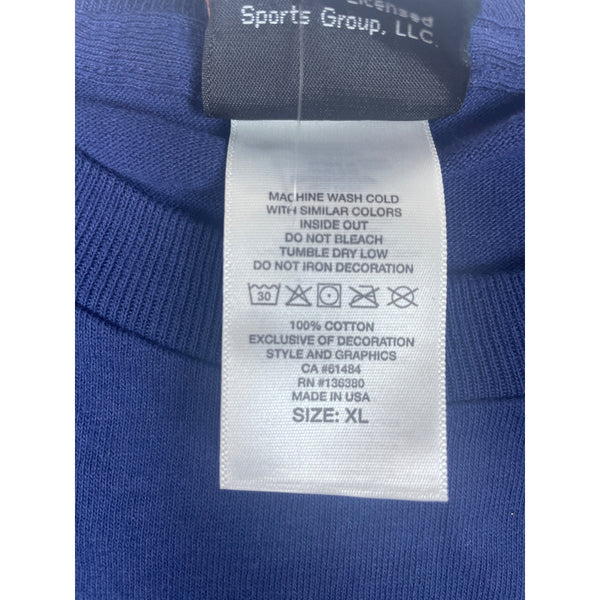 Licensed
Sports Group, LLC.
MACHINE WASH COLD
WITH SIMILAR COLORS
INSIDE OUT
DO NOT BLEACH
TUMBLE DRY LOW
DO NOT IRON DECORATION
30
100% COTTON
EXCLUSIVE OF DECORATION
STYLE AND GRAPHICS
CA #61484
RN #136380
MADE IN USA
SIZE: XL